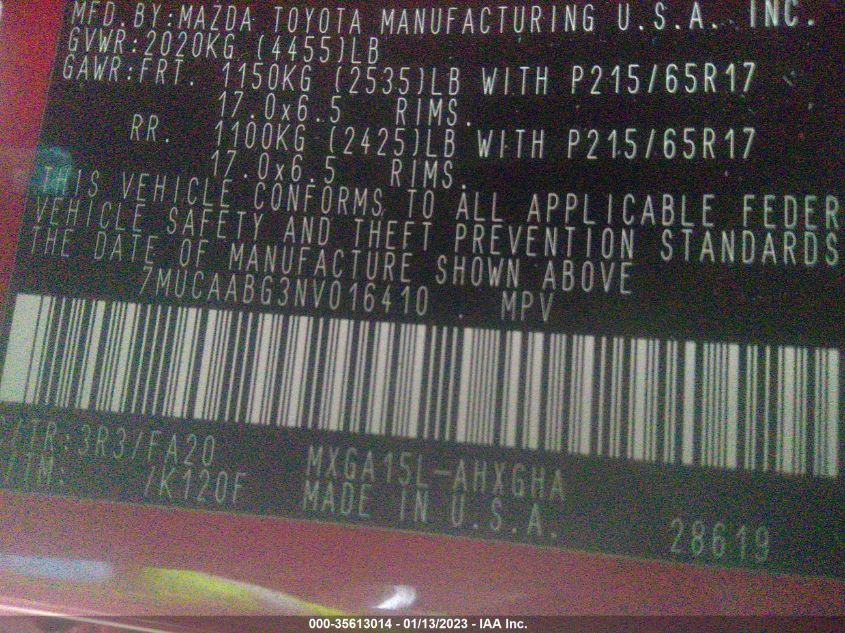 MFD.BY:MAZDA TOYOTA MANUFACTURING U.S.A. INC.
GVWR:2020KG (4455)LB
GAWR:FRT. 1150KG (2535)LB WITH P215/65R17
17.0x6.5 RIMS.
RR. 1100KG (2425)LB WITH P215/65R17
17.0x6.5 RIMS.
THIS VEHICLE CONFORMS TO ALL APPLICABLE FEDER
VEHICLE SAFETY AND THEFT PREVENTION STANDARDS
THE DATE OF MANUFACTURE SHOWN ABOVE
7MUCAABG3NV016410 . MPV
/TR:3R3/FA20 MXGA15L-AHXGHA
/K120F MADE IN U.S.A.
28619
000-35613014 - 01/13/2023 - IAA Inc.